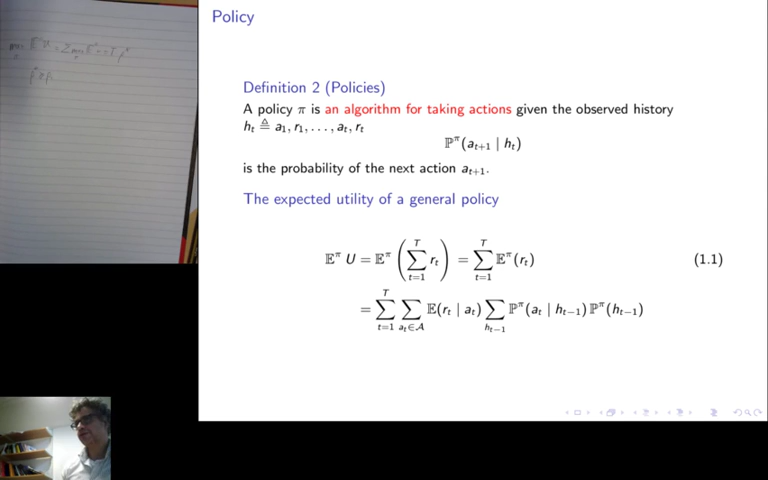 Policy
Definition 2 (Policies)
A policy π is an algorithm for taking actions given the observed history
h_t ≜ a_1, r_1, . . . , a_t, r_t
ℙ^π(a_{t+1} | h_t)
is the probability of the next action a_{t+1}.
The expected utility of a general policy
𝔼^π U = 𝔼^π (∑_{t=1}^{T} r_t) = ∑_{t=1}^{T} 𝔼^π(r_t) (1.1)
= ∑_{t=1}^{T} ∑_{a_t∈𝒜} 𝔼(r_t | a_t) ∑_{h_{t−1}} ℙ^π(a_t | h_{t−1}) ℙ^π(h_{t−1})